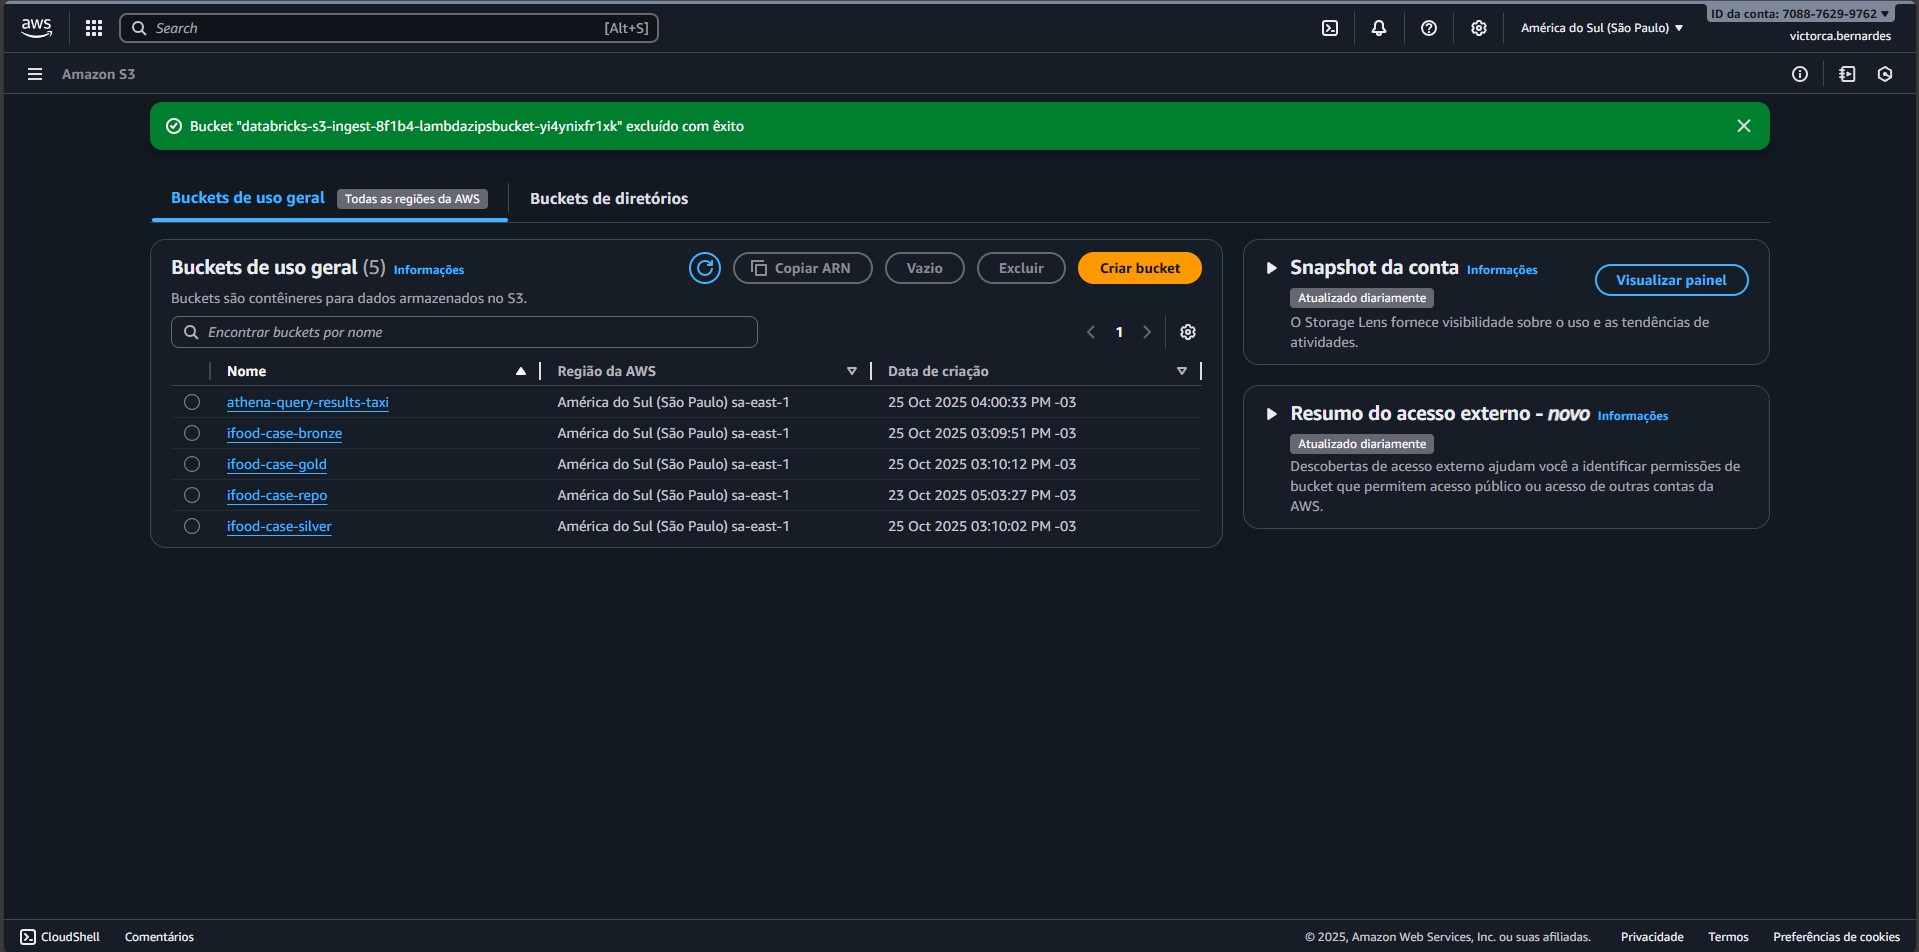 aws
Search [Alt+S]
América do Sul (São Paulo)
ID da conta: 7088-7629-9762
victorca.bernardes
Amazon S3
Bucket "databricks-s3-ingest-8f1b4-lambdazipsbucket-yi4ynixfr1xk" excluído com êxito
Buckets de uso geral Todas as regiões da AWS
Buckets de diretórios
Buckets de uso geral (5) Informações
Copiar ARN
Vazio
Excluir
Criar bucket
Buckets são contêineres para dados armazenados no S3.
Encontrar buckets por nome
1
Nome Região da AWS Data de criação
athena-query-results-taxi América do Sul (São Paulo) sa-east-1 25 Oct 2025 04:00:33 PM -03
ifood-case-bronze América do Sul (São Paulo) sa-east-1 25 Oct 2025 03:09:51 PM -03
ifood-case-gold América do Sul (São Paulo) sa-east-1 25 Oct 2025 03:10:12 PM -03
ifood-case-repo América do Sul (São Paulo) sa-east-1 23 Oct 2025 05:03:27 PM -03
ifood-case-silver América do Sul (São Paulo) sa-east-1 25 Oct 2025 03:10:02 PM -03
Snapshot da conta Informações
Visualizar painel
Atualizado diariamente
O Storage Lens fornece visibilidade sobre o uso e as tendências de
atividades.
Resumo do acesso externo - novo Informações
Atualizado diariamente
Descobertas de acesso externo ajudam você a identificar permissões de
bucket que permitem acesso público ou acesso de outras contas da
AWS.
CloudShell Comentários
© 2025, Amazon Web Services, Inc. ou suas afiliadas. Privacidade Termos Preferências de cookies